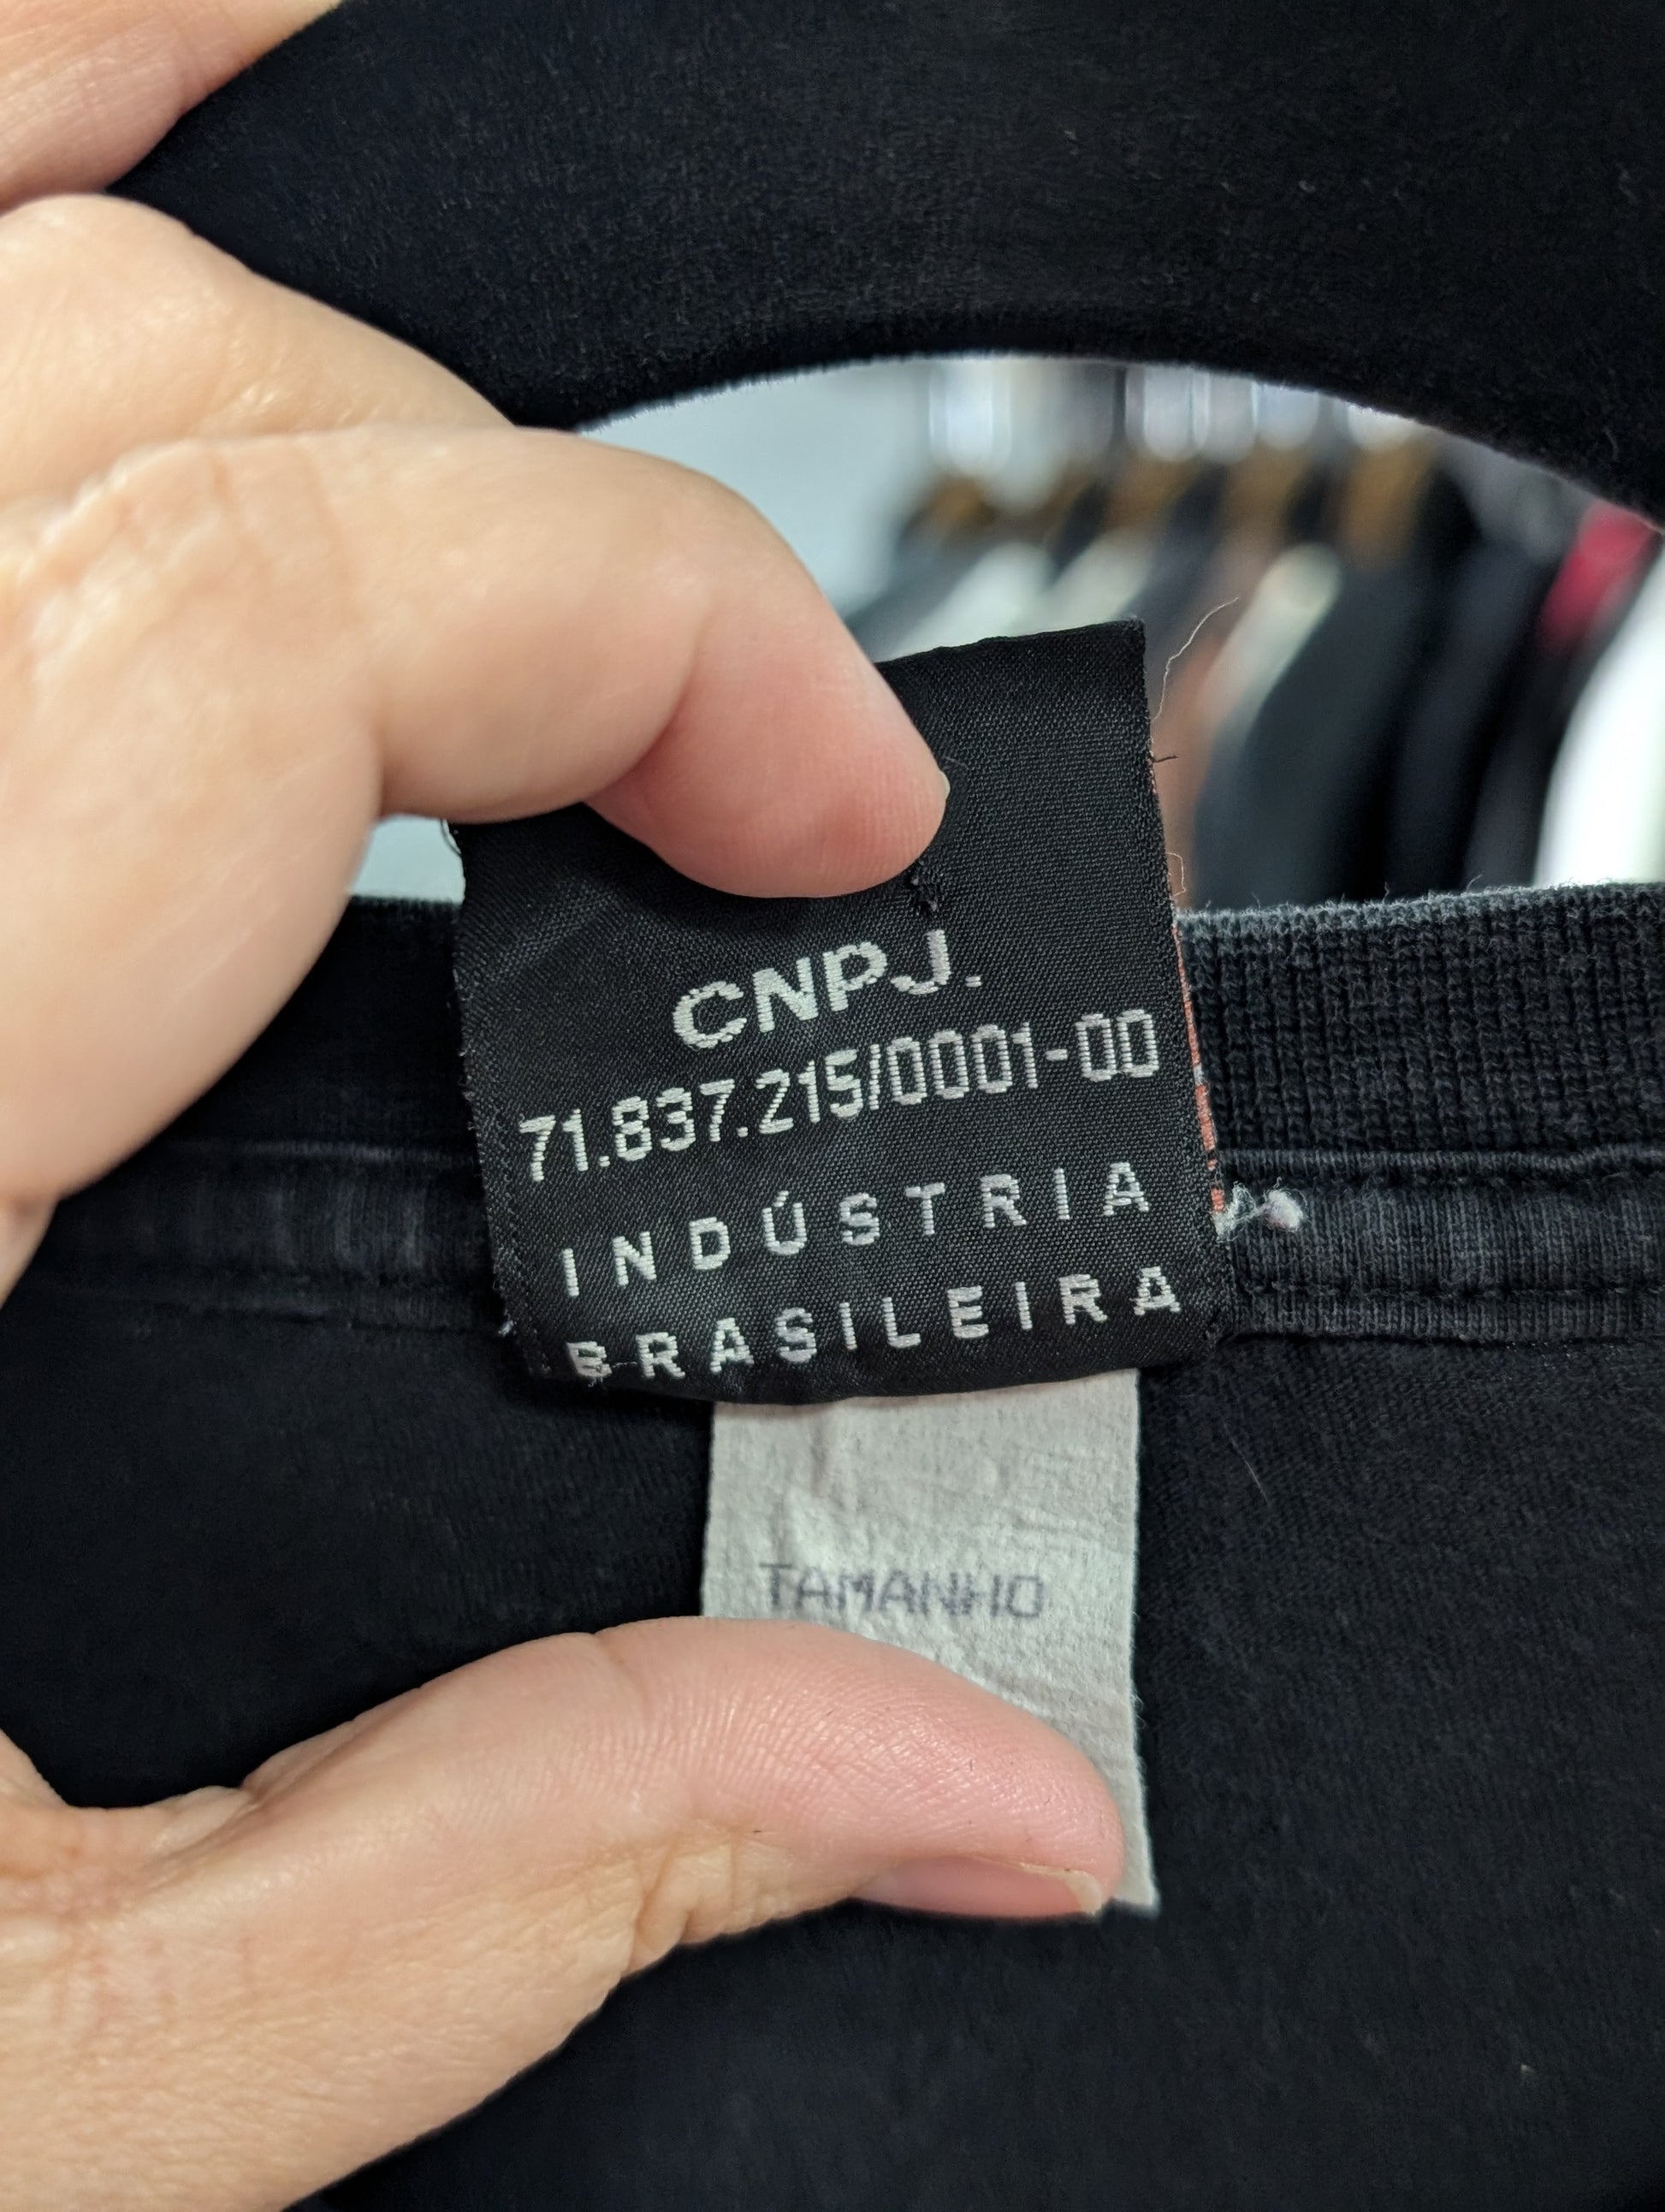 CNPJ.
71.837.215/0001-00
INDÚSTRIA
BRASILEIRA
TAMANHO